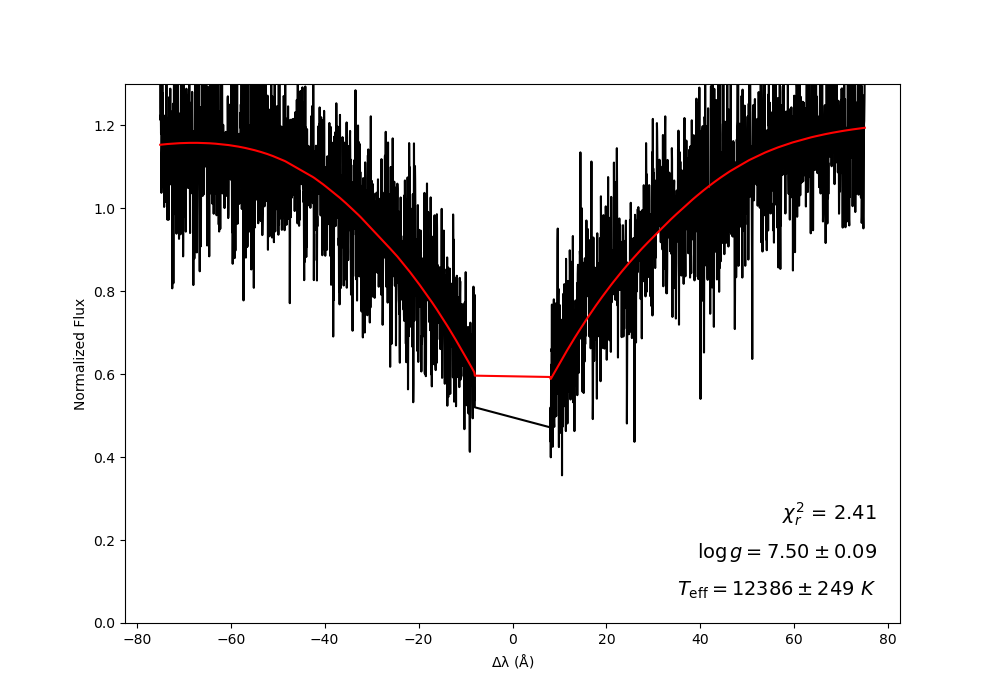 Normalized Flux
1.2
1.0
0.8
0.6
0.4
0.2
0.0
χ²ᵣ = 2.41
log g = 7.50 ± 0.09
T_eff = 12386 ± 249 K
−80 −60 −40 −20 0 20 40 60 80
Δλ (Å)